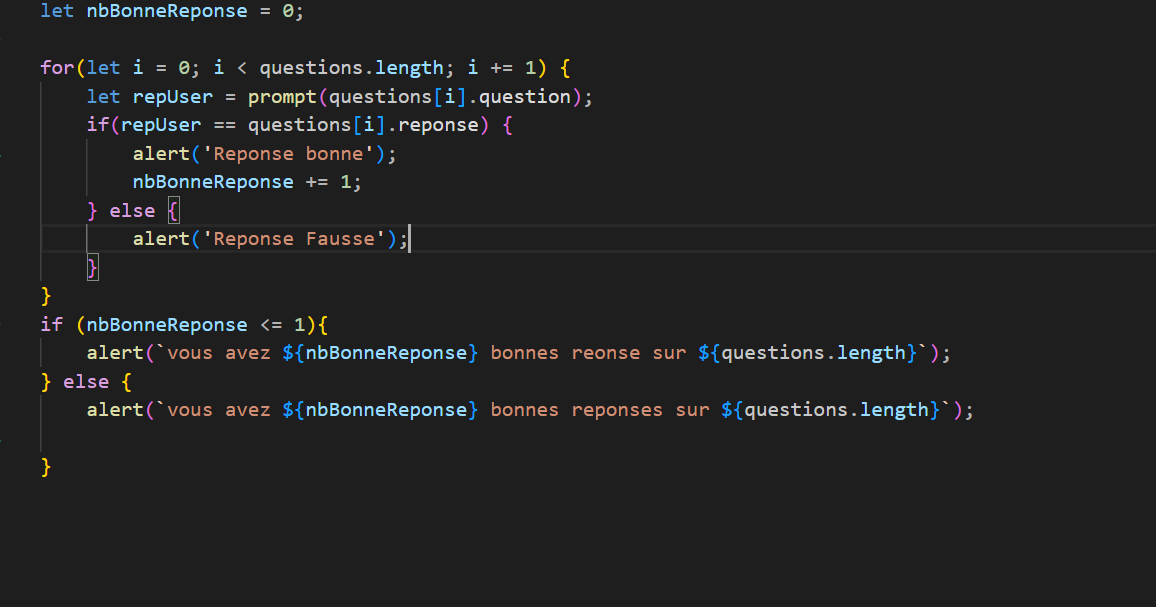 let nbBonneReponse = 0;
for(let i = 0; i < questions.length; i += 1) {
let repUser = prompt(questions[i].question);
if(repUser == questions[i].reponse) {
alert('Reponse bonne');
nbBonneReponse += 1;
} else {
alert('Reponse Fausse');
}
}
if (nbBonneReponse <= 1){
alert(`vous avez ${nbBonneReponse} bonnes reonse sur ${questions.length}`);
} else {
alert(`vous avez ${nbBonneReponse} bonnes reponses sur ${questions.length}`);
}